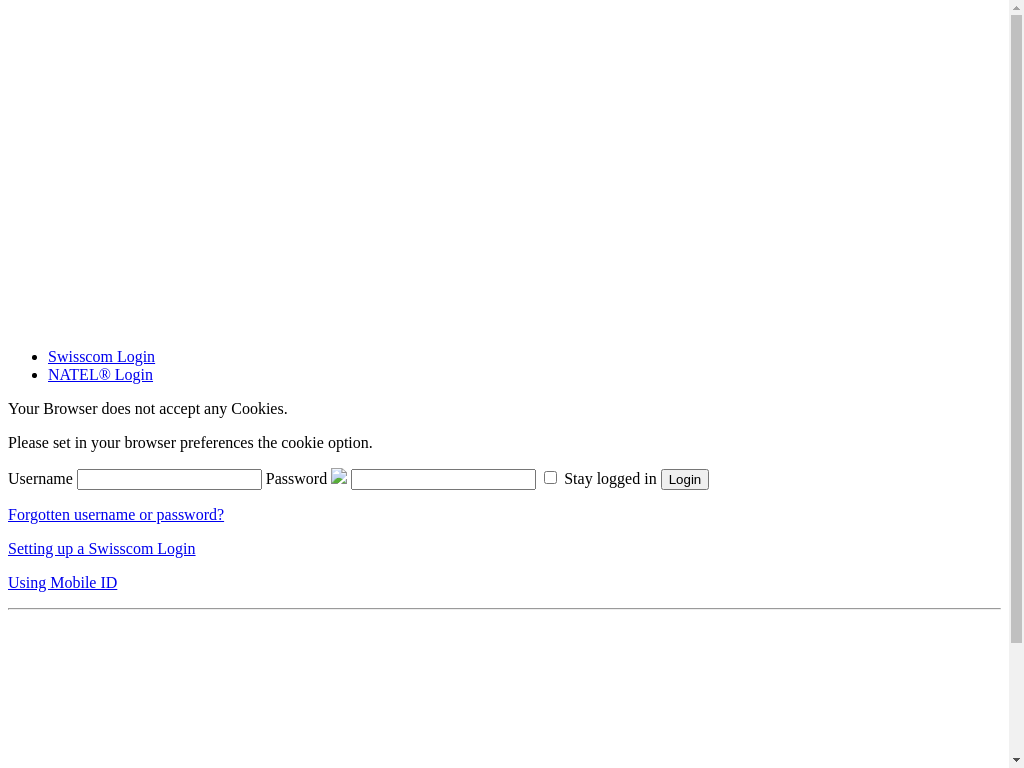 Swisscom Login
NATEL® Login
Your Browser does not accept any Cookies.
Please set in your browser preferences the cookie option.
Username Password Stay logged in Login
Forgotten username or password?
Setting up a Swisscom Login
Using Mobile ID